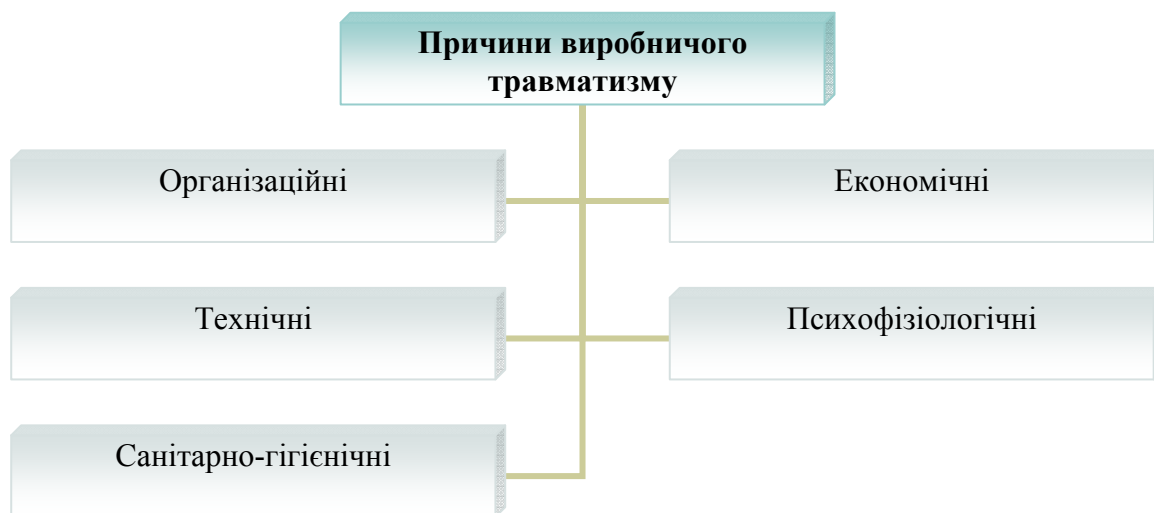 Причини виробничого
травматизму
Організаційні
Економічні
Технічні
Психофізіологічні
Санітарно-гігієнічні